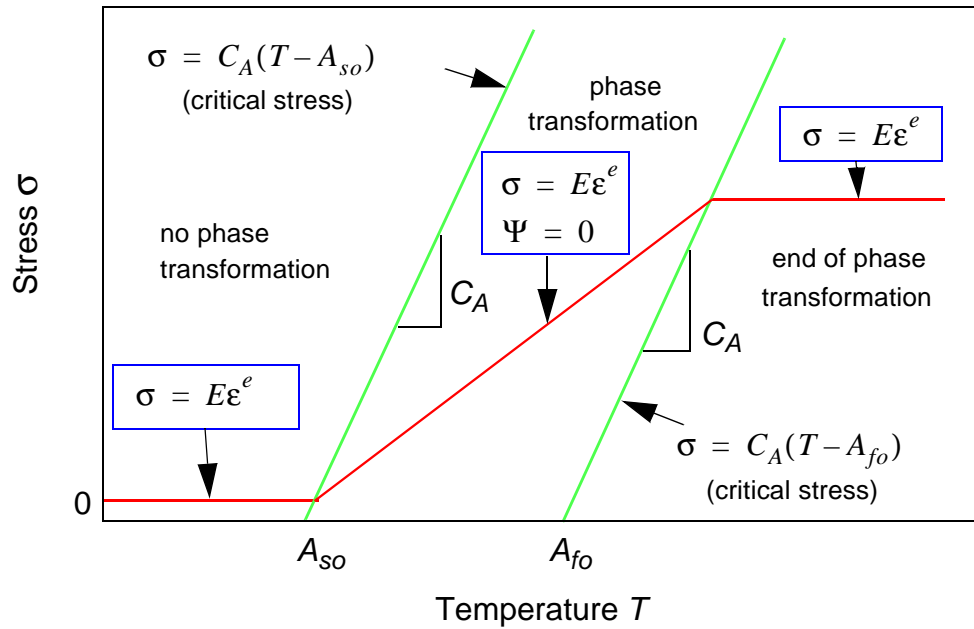 σ = C_A(T – A_so)
(critical stress)
phase
transformation
σ = Eε^e
σ = Eε^e
Ψ = 0
no phase
transformation
C_A
end of phase
transformation
C_A
σ = Eε^e
σ = C_A(T – A_fo)
(critical stress)
0
A_so
A_fo
Stress σ
Temperature T